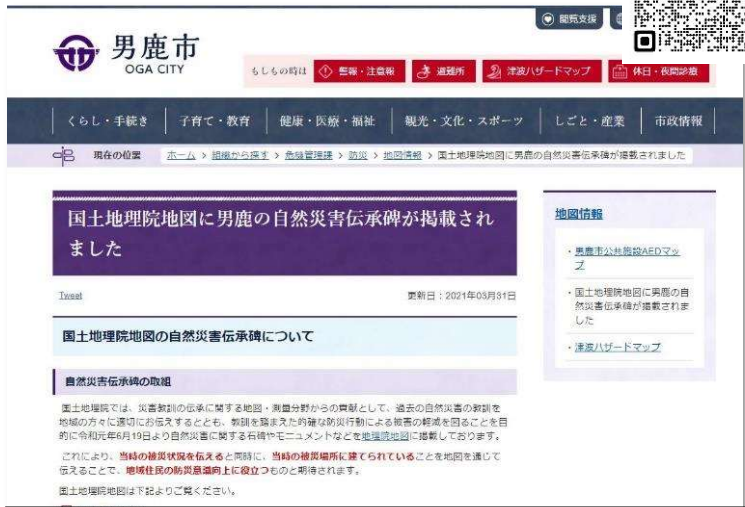 閲覧支援
男鹿市
OGA CITY
もしもの時は
警報・注意報
避難所
津波ハザードマップ
休日・夜間診療
くらし・手続き
子育て・教育
健康・医療・福祉
観光・文化・スポーツ
しごと・産業
市政情報
現在の位置 ホーム > 組織から探す > 危機管理課 > 防災 > 地図情報 > 国土地理院地図に男鹿の自然災害伝承碑が掲載されました
国土地理院地図に男鹿の自然災害伝承碑が掲載され
ました
Tweet
更新日：2021年03月31日
国土地理院地図の自然災害伝承碑について
自然災害伝承碑の取組
国土地理院では、災害教訓の伝承に関する地図・測量分野からの貢献として、過去の自然災害の教訓を
地域の方々に適切にお伝えするとともに、教訓を踏まえた的確な防災行動による被害の軽減を図ることを目
的に令和元年6月19日より自然災害に関する石碑やモニュメントなどを地理院地図に掲載しております。
これにより、当時の被災状況を伝えると同時に、当時の被災場所に建てられていることを地図を通じて
伝えることで、地域住民の防災意識向上に役立つものと期待されます。
国土地理院地図は下記よりご覧ください。
地図情報
・男鹿市公共施設AEDマッ
プ
・国土地理院地図に男鹿の自
然災害伝承碑が掲載されま
した
・津波ハザードマップ